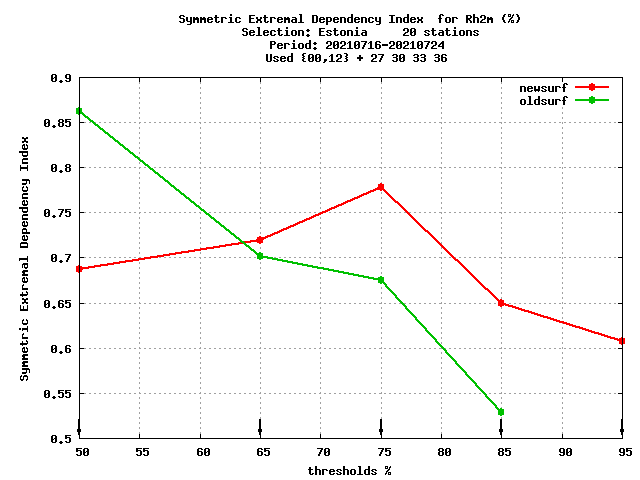 Symmetric Extremal Dependency Index  for Rh2m (%)
Selection: Estonia     20 stations
Period: 20210716-20210724
Used {00,12} + 27 30 33 36
newsurf
oldsurf
0.9
0.85
0.8
0.75
0.7
0.65
0.6
0.55
0.5
Symmetric Extremal Dependency Index
50 55 60 65 70 75 80 85 90 95
thresholds %